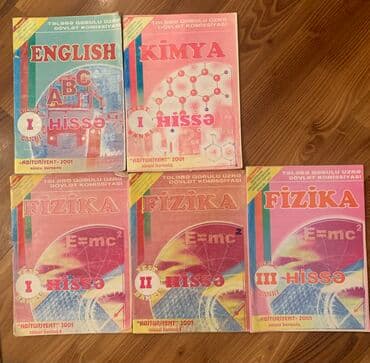 TƏLƏBƏ QƏBULU ÜZRƏ
DÖVLƏT KOMİSSİYASI
ENGLISH
ABC
I HİSSƏ
"ABİTURİYENT" - 2001
TƏLƏBƏ QƏBULU ÜZRƏ
DÖVLƏT KOMİSSİYASI
KİMYA
I HİSSƏ
"ABİTURİYENT" 2001
TƏLƏBƏ QƏBULU ÜZRƏ
DÖVLƏT KOMİSSİYASI
FİZİKA
E=mc²
I HİSSƏ
"ABİTURİYENT" 2001
TƏLƏBƏ QƏBULU ÜZRƏ
DÖVLƏT KOMİSSİYASI
FİZİKA
E=mc²
II HİSSƏ
"ABİTURİYENT" 2001
TƏLƏBƏ QƏBULU ÜZRƏ
DÖVLƏT KOMİSSİYASI
FİZİKA
E=mc²
III HİSSƏ
"ABİTURİYENT" 2001